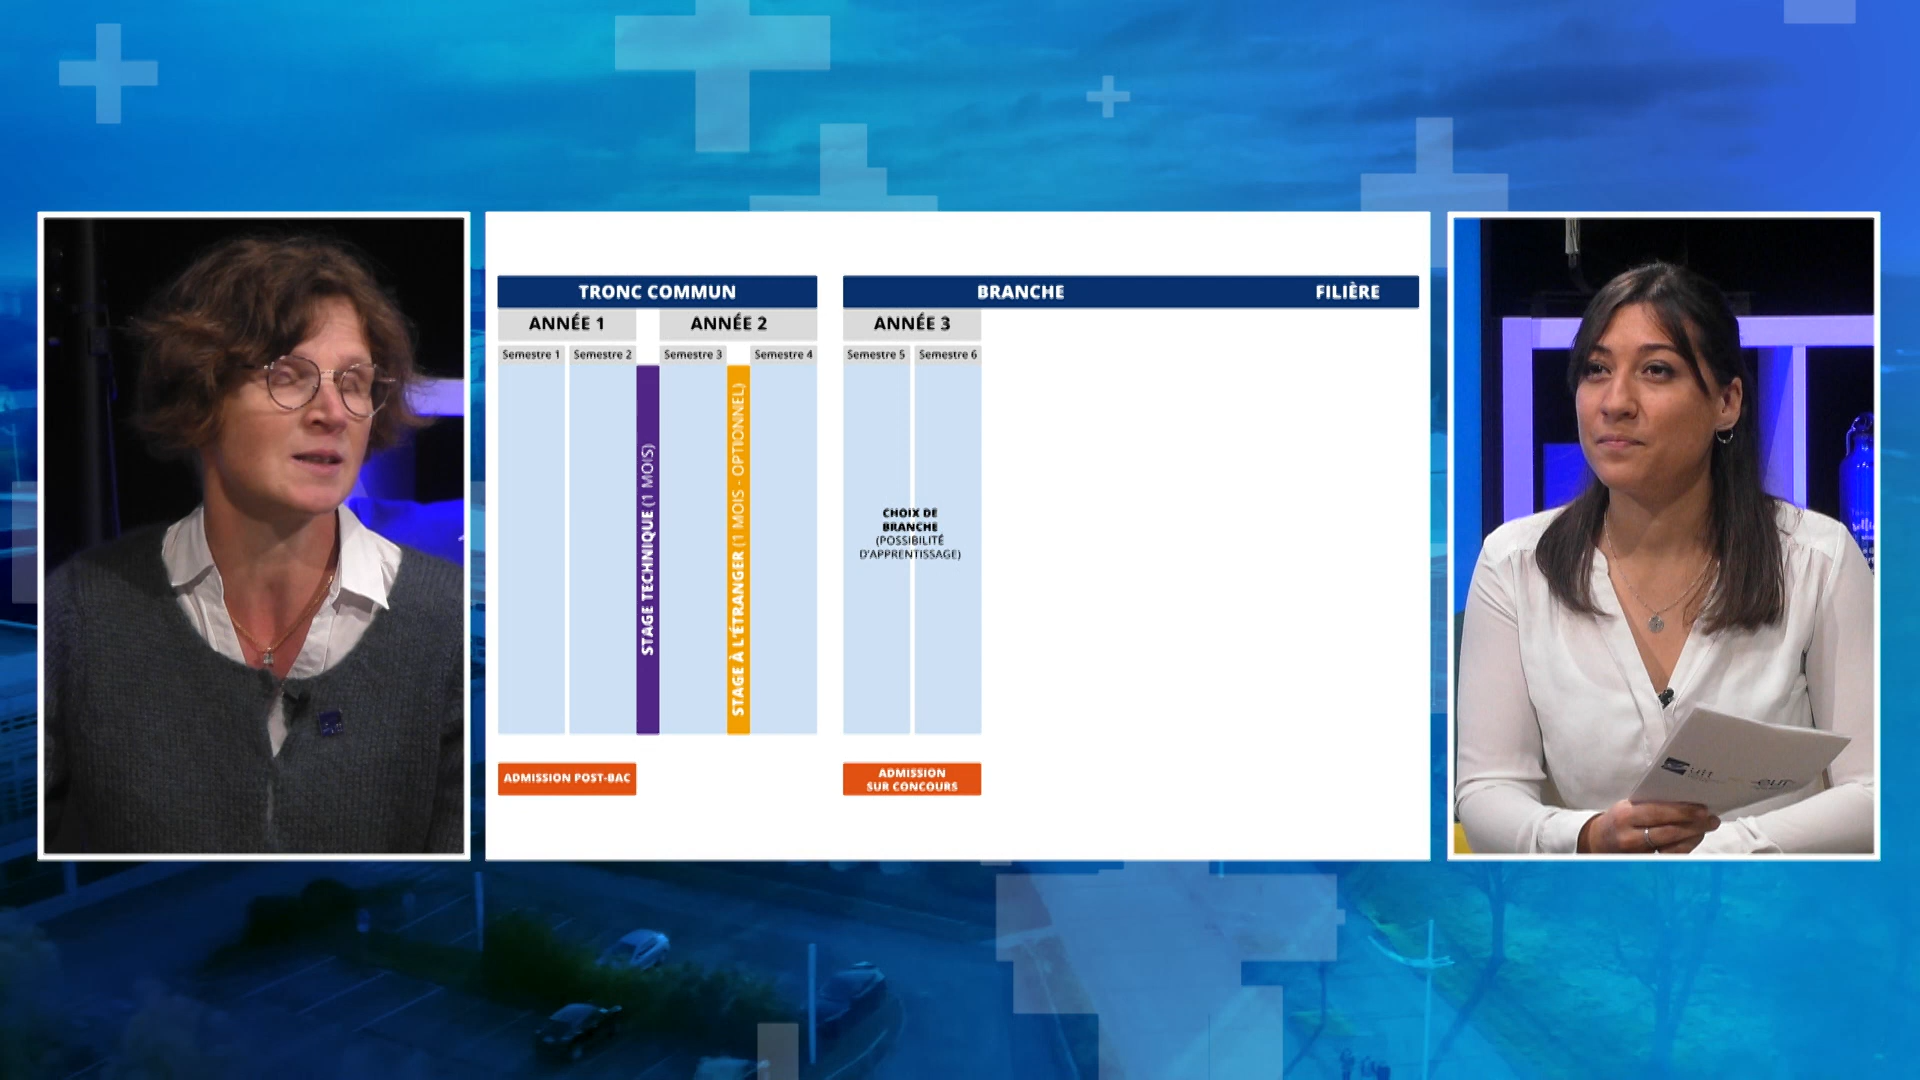 TRONC COMMUN
BRANCHE
FILIÈRE
ANNÉE 1
ANNÉE 2
ANNÉE 3
Semestre 1
Semestre 2
Semestre 3
Semestre 4
Semestre 5
Semestre 6
STAGE TECHNIQUE (1 MOIS)
STAGE À L'ÉTRANGER (1 MOIS - OPTIONNEL)
CHOIX DE
BRANCHE
(POSSIBILITÉ
D'APPRENTISSAGE)
ADMISSION POST-BAC
ADMISSION
SUR CONCOURS